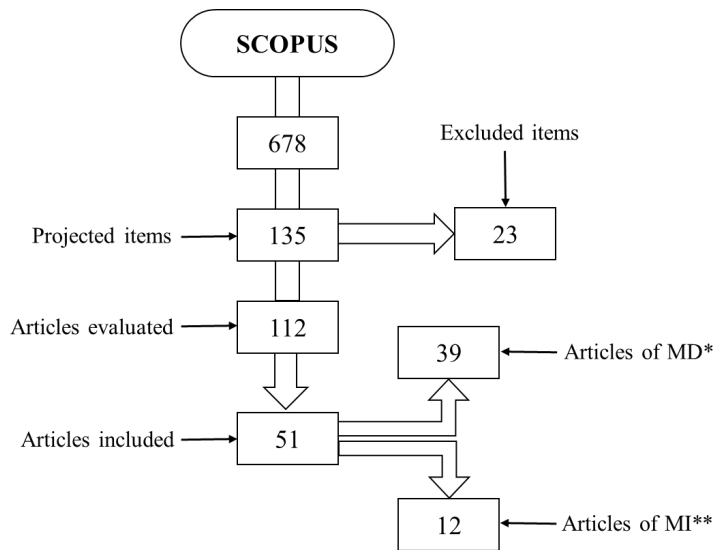 SCOPUS
678
Excluded items
Projected items
135
23
Articles evaluated
112
39
Articles of MD*
Articles included
51
12
Articles of MI**